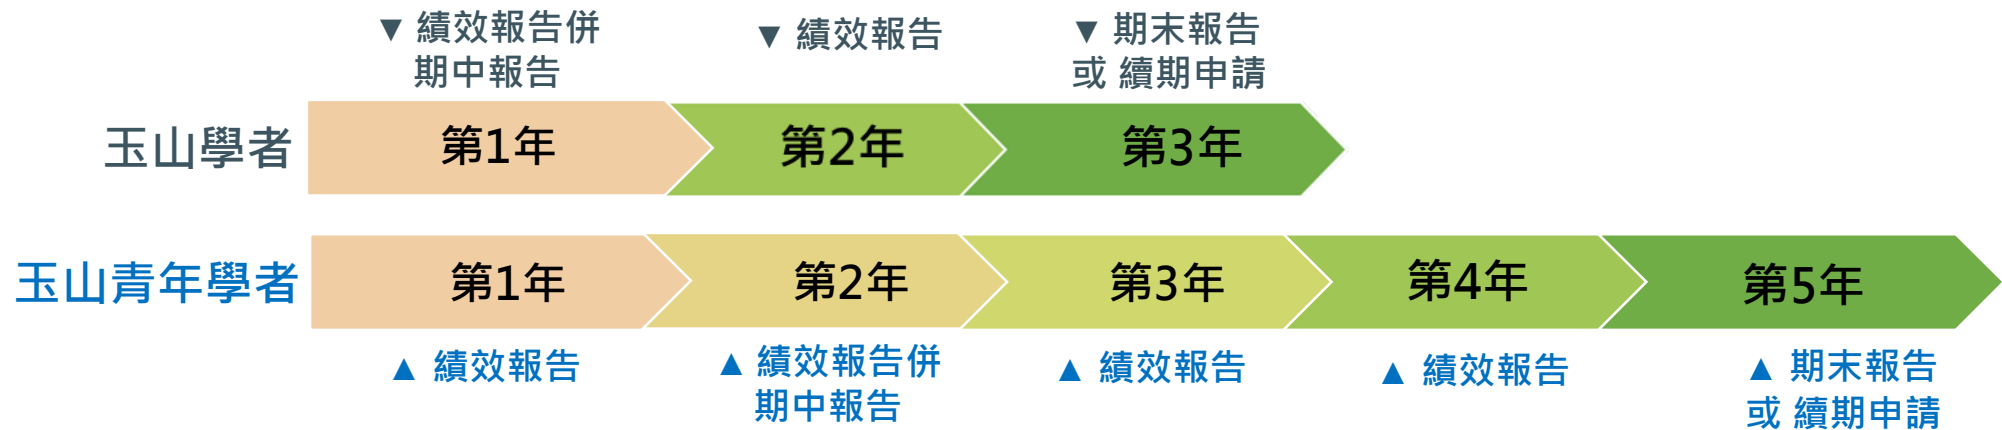 ▼ 績效報告併
期中報告
▼ 績效報告
▼ 期末報告
或 續期申請
玉山學者
第1年
第2年
第3年
玉山青年學者
第1年
第2年
第3年
第4年
第5年
▲ 績效報告
▲ 績效報告併
期中報告
▲ 績效報告
▲ 績效報告
▲ 期末報告
或 續期申請